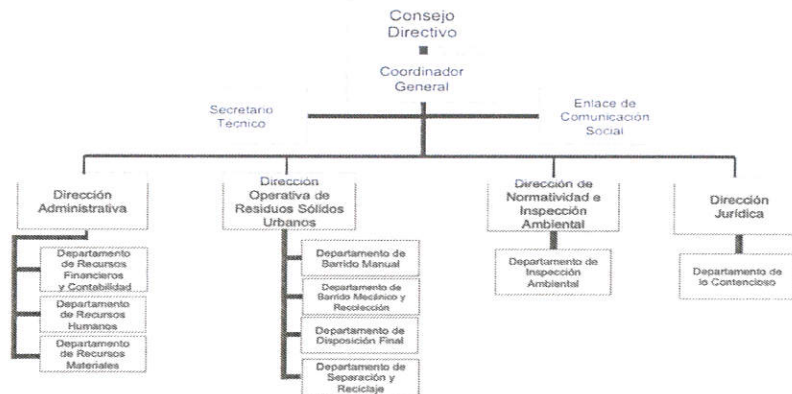 Consejo
Directivo
Coordinador
General
Secretario
Tecnico
Enlace de
Comunicación
Social
Dirección
Administrativa
Departamento
de Recursos
Financieros
y Contabilidad
Departamento
de Recursos
Humanos
Departamento
de Recursos
Materiales
Dirección
Operativa de
Residuos Sólidos
Urbanos
Departamento de
Barrido Manual
Departamento de
Barrido Mecánico y
Recolección
Departamento de
Disposición Final
Departamento de
Separación y
Reciclaje
Dirección de
Normatividad e
Inspección
Ambiental
Departamento de
Inspección
Ambiental
Dirección
Jurídica
Departamento de
lo Contencioso